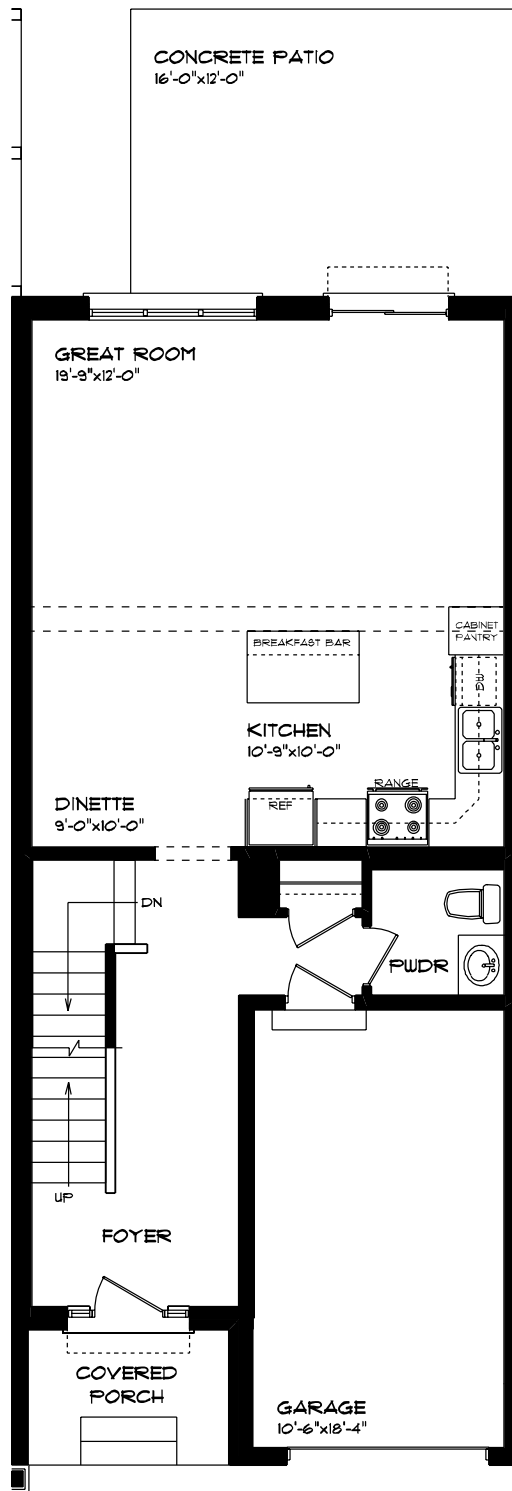 CONCRETE PATIO
16'-0"x12'-0"
GREAT ROOM
19'-9"x12'-0"
CABINET
PANTRY
BREAKFAST BAR
DW
KITCHEN
10'-9"x10'-0"
RANGE
REF
DINETTE
9'-0"x10'-0"
DN
PWDR
UP
FOYER
COVERED
PORCH
GARAGE
10'-6"x18'-4"